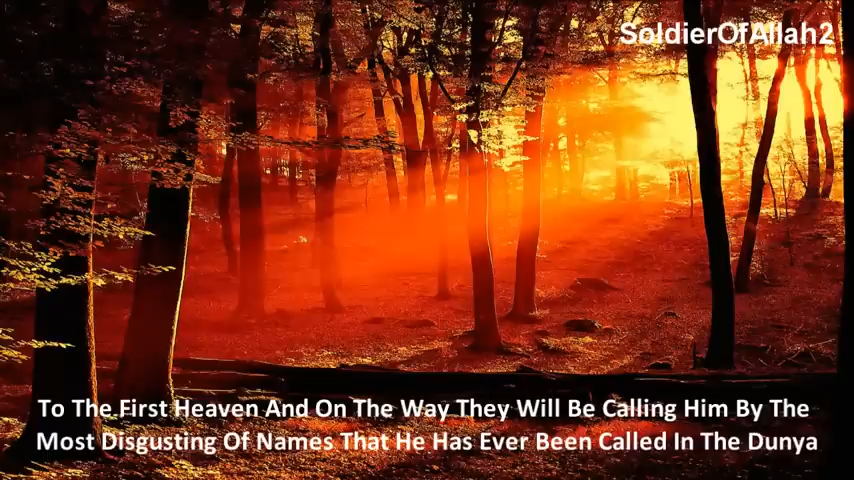 SoldierOfAllah2
To The First Heaven And On The Way They Will Be Calling Him By The
Most Disgusting Of Names That He Has Ever Been Called In The Dunya